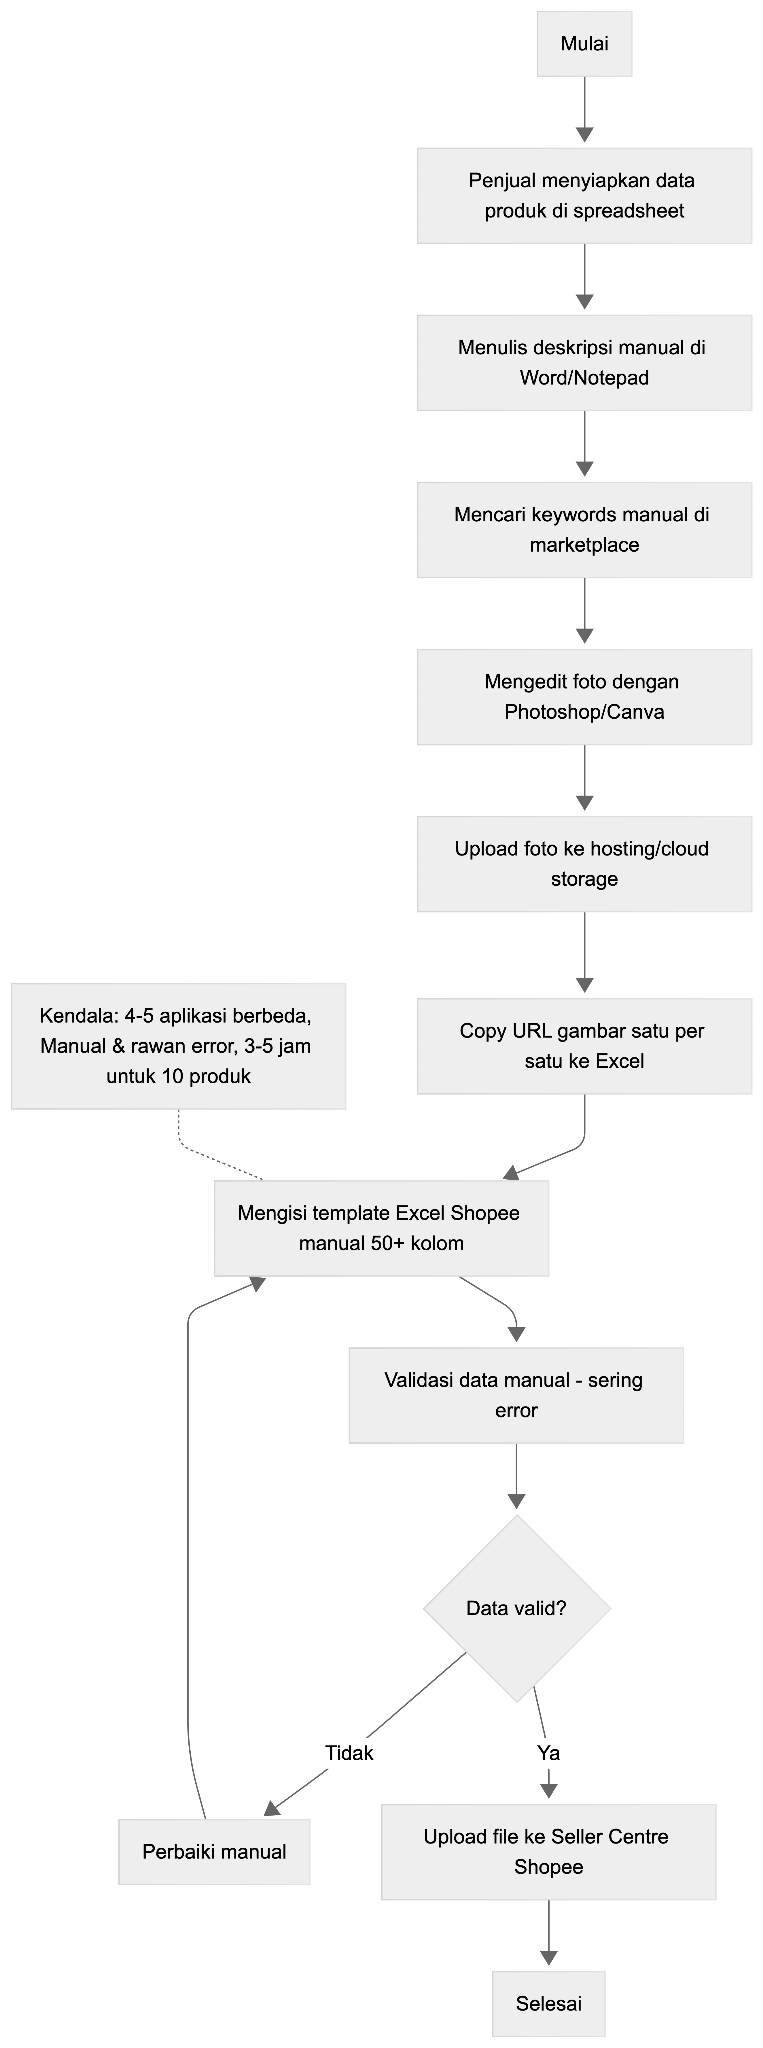 Mulai
Penjual menyiapkan data
produk di spreadsheet
Menulis deskripsi manual di
Word/Notepad
Mencari keywords manual di
marketplace
Mengedit foto dengan
Photoshop/Canva
Upload foto ke hosting/cloud
storage
Kendala: 4-5 aplikasi berbeda,
Manual & rawan error, 3-5 jam
untuk 10 produk
Copy URL gambar satu per
satu ke Excel
Mengisi template Excel Shopee
manual 50+ kolom
Validasi data manual - sering
error
Data valid?
Tidak
Ya
Perbaiki manual
Upload file ke Seller Centre
Shopee
Selesai